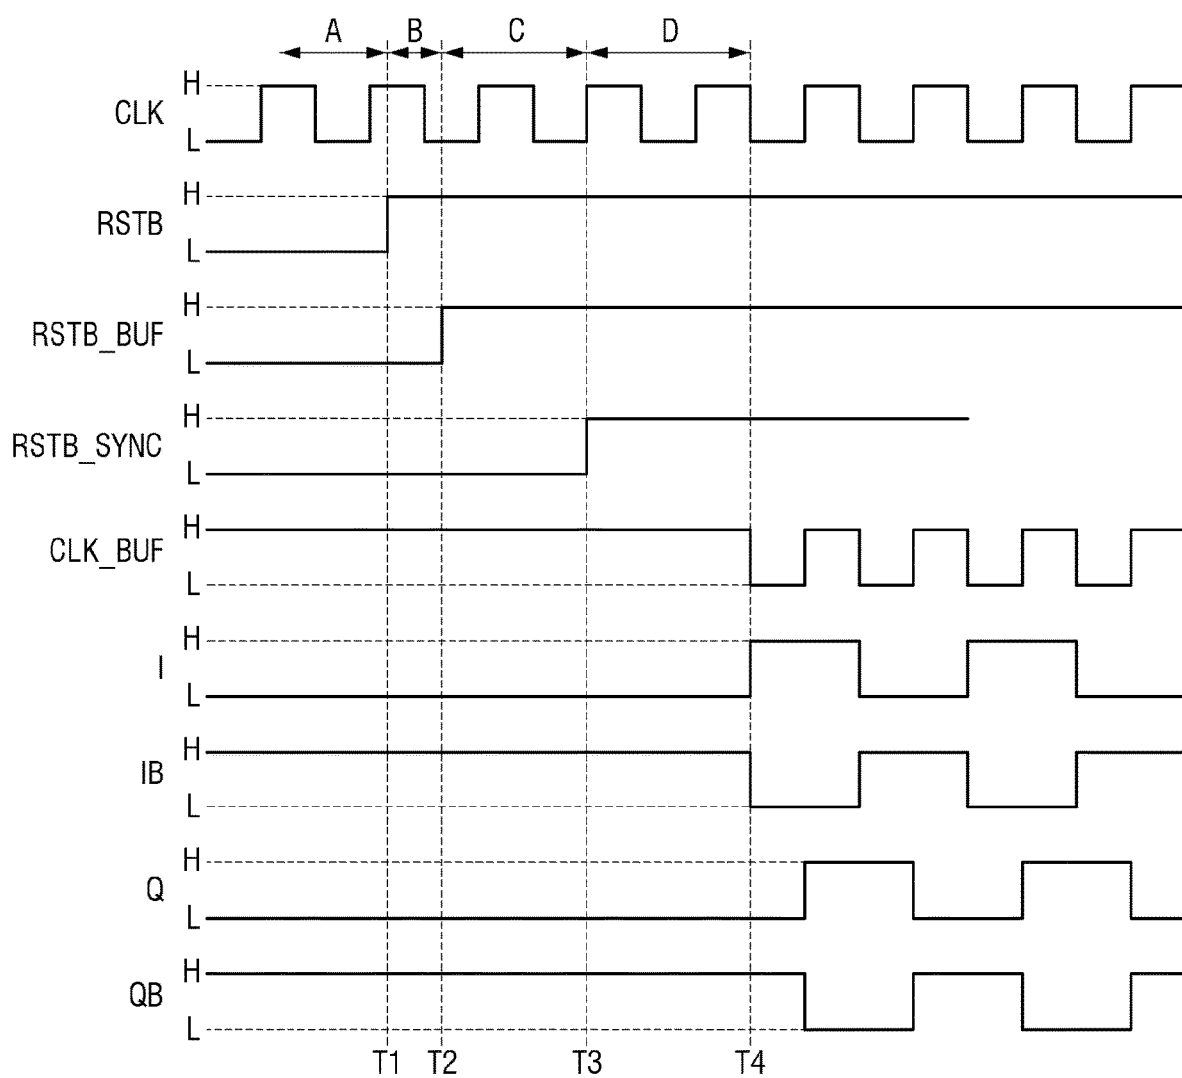 A B C D
H
CLK
L
H
RSTB
L
H
RSTB_BUF
L
H
RSTB_SYNC
L
H
CLK_BUF
L
H
I
L
H
IB
L
H
Q
L
H
QB
L
T1 T2 T3 T4